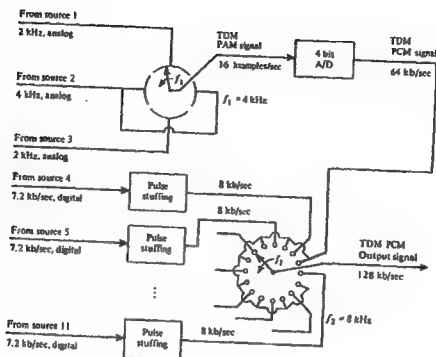 From source 1
2 kHz, analog
TDM
PAM signal
16 ksamples/sec
4 bit
A/D
TDM
PCM signal
64 kb/sec
From source 2
4 kHz, analog
f₁
f₁ = 4 kHz
From source 3
2 kHz, analog
From source 4
7.2 kb/sec, digital
Pulse
stuffing
8 kb/sec
8 kb/sec
From source 5
7.2 kb/sec, digital
Pulse
stuffing
f₂
TDM PCM
Output signal
128 kb/sec
f₂ = 8 kHz
From source 11
7.2 kb/sec, digital
Pulse
stuffing
8 kb/sec